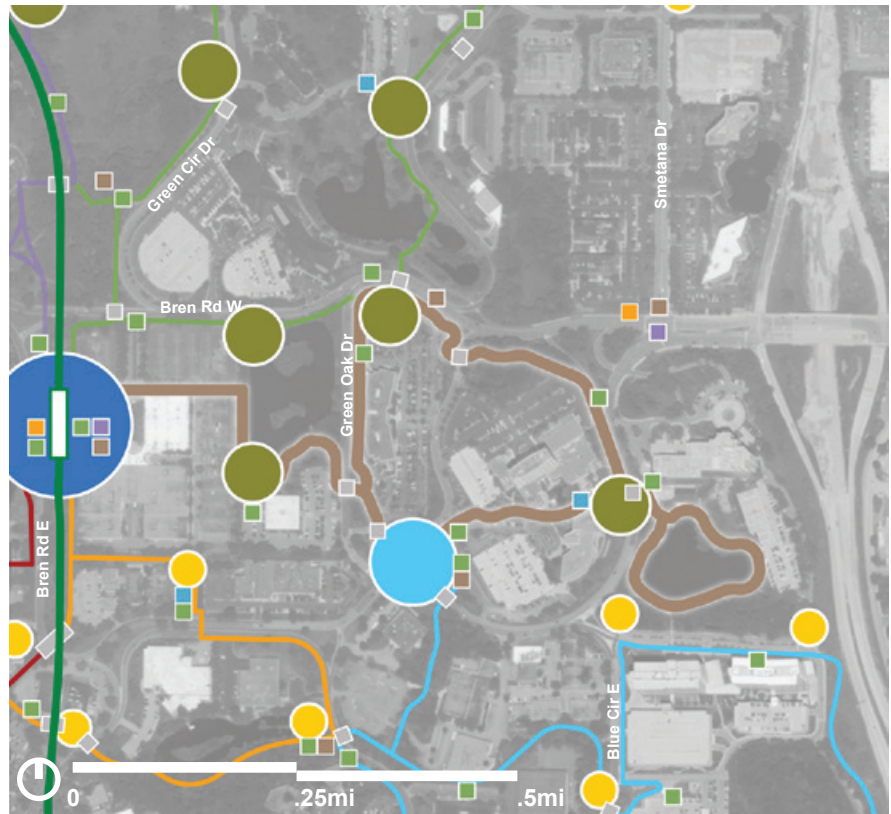 Green Cir Dr
Smetana Dr
Bren Rd W
Green Oak Dr
Bren Rd E
Blue Cir E
0
.25mi
.5mi